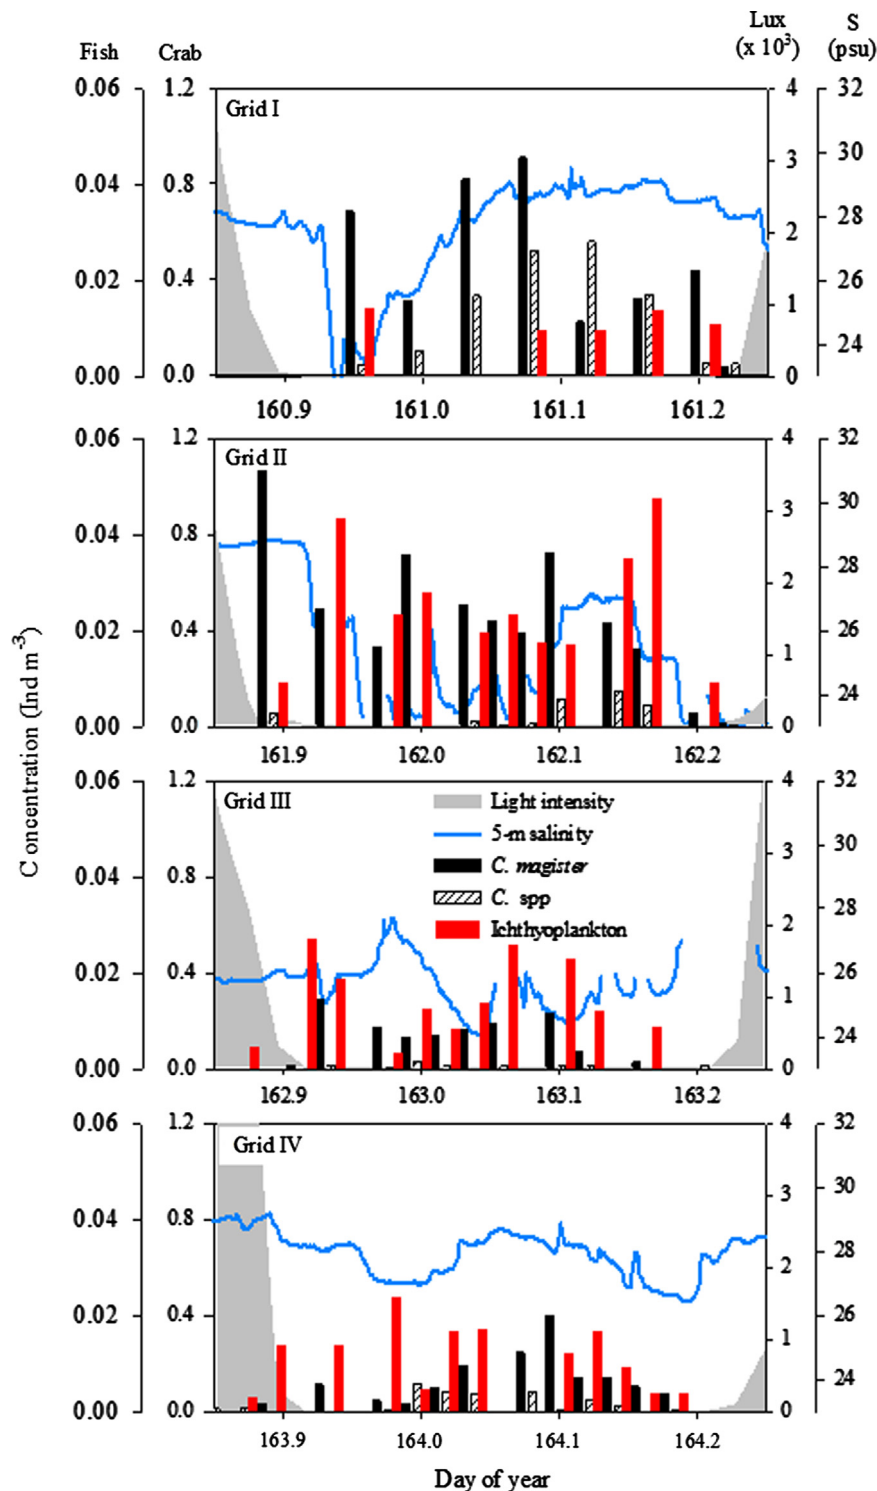 Fish Crab Lux (x 10³) S (psu)
0.06 1.2 4 32
Grid I
30
3
0.04 0.8
28
2
0.02 0.4 26
1
24
0.00 0.0 0
160.9 161.0 161.1 161.2
0.06 1.2 4 32
Grid II
30
3
0.04 0.8
28
2
0.02 0.4 26
1
24
0.00 0.0 0
161.9 162.0 162.1 162.2
Concentration (Ind m⁻³)
0.06 1.2 4 32
Grid III
Light intensity
5-m salinity
C. magister
C. spp
Ichthyoplankton
30
3
0.04 0.8
28
2
0.02 0.4 26
1
24
0.00 0.0 0
162.9 163.0 163.1 163.2
0.06 1.2 4 32
Grid IV
30
3
0.04 0.8
28
2
0.02 0.4 26
1
24
0.00 0.0 0
163.9 164.0 164.1 164.2
Day of year